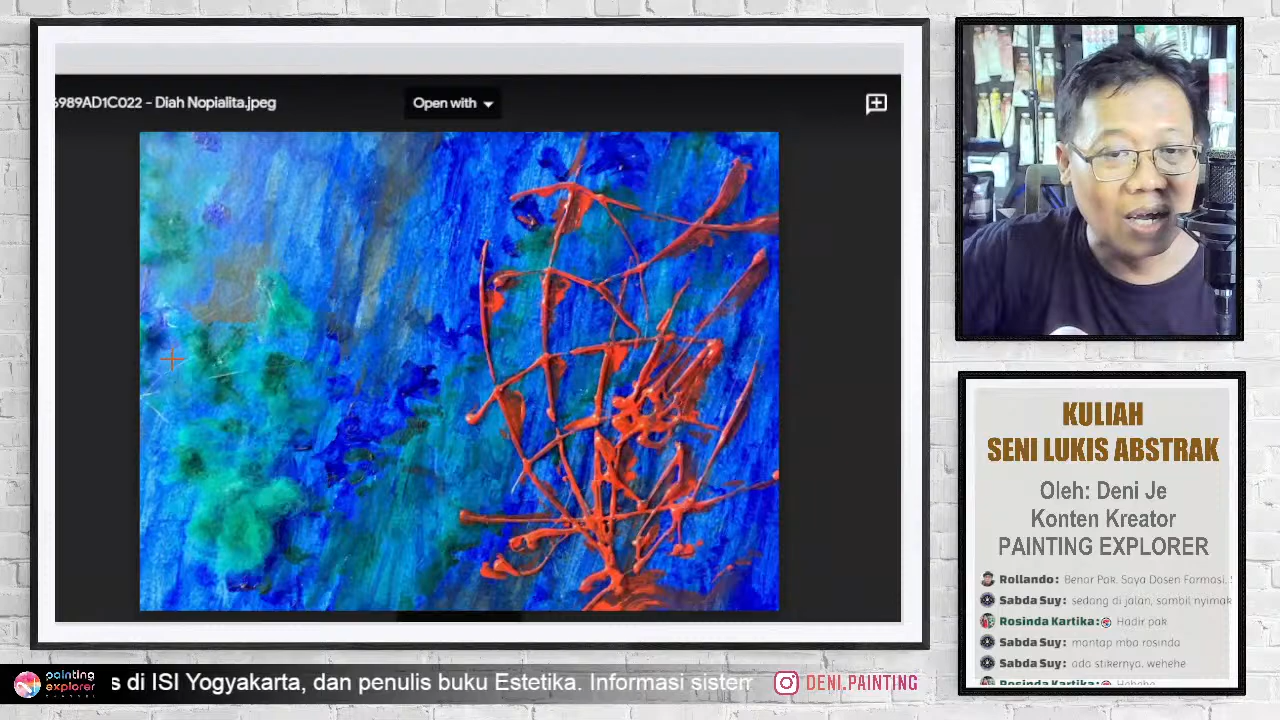 6989AD1C022 - Diah Nopialita.jpeg
Open with
KULIAH
SENI LUKIS ABSTRAK
Oleh: Deni Je
Konten Kreator
PAINTING EXPLORER
Rollando: Benar Pak. Saya Dosen Farmasi.
Sabda Suy: sedang di jalan, sambil nyimak
Rosinda Kartika: Hadir pak
Sabda Suy: mantap mba rosinda
Sabda Suy: ada stikernya. wehehe
Rosinda Kartika: Hehehe
painting
explorer
s di ISI Yogyakarta, dan penulis buku Estetika. Informasi sistem
DENI.PAINTING